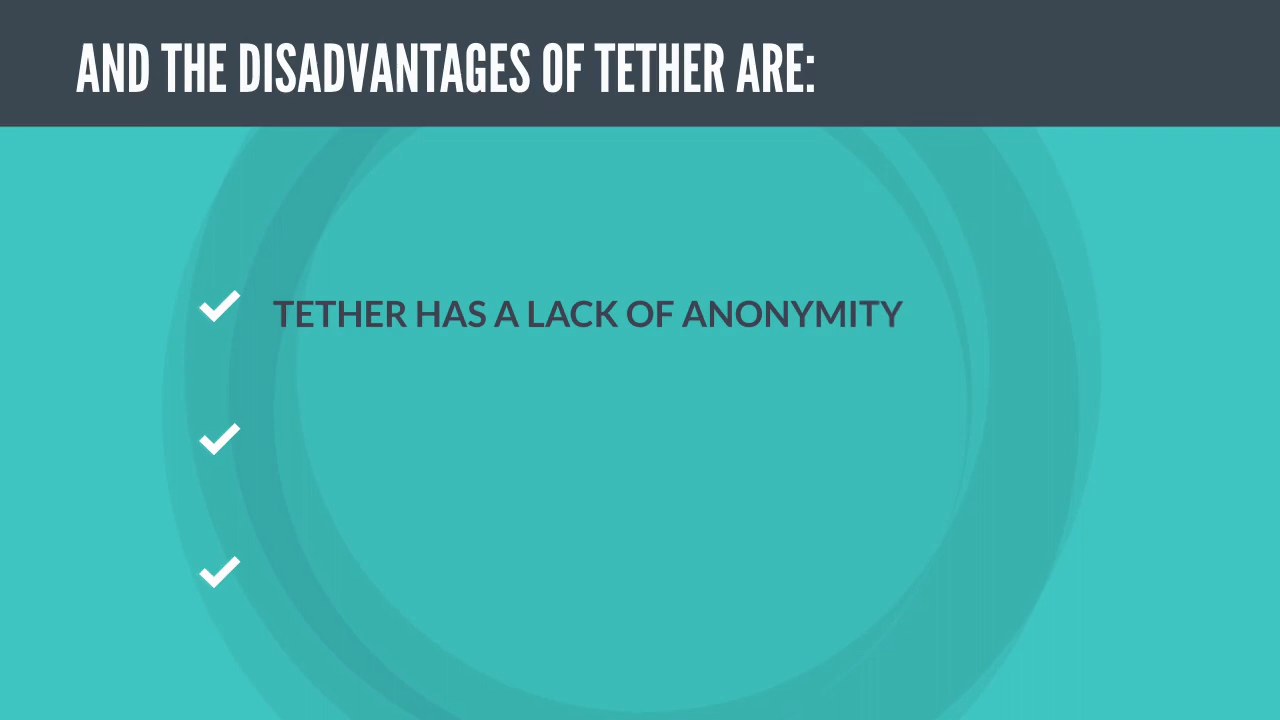 AND THE DISADVANTAGES OF TETHER ARE:
TETHER HAS A LACK OF ANONYMITY